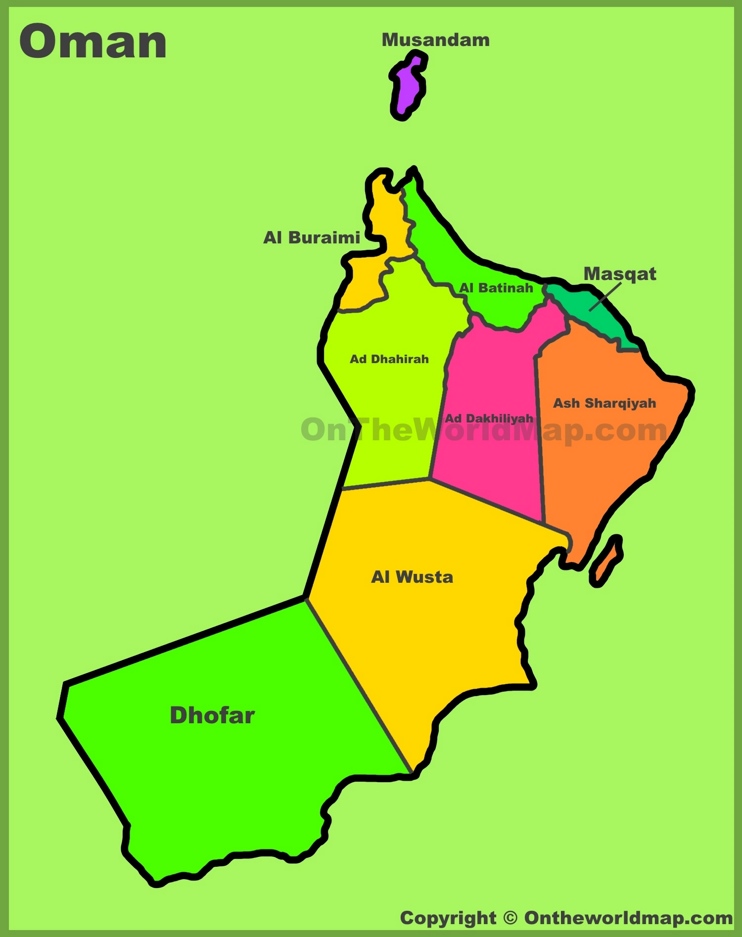 Oman
Musandam
Al Buraimi
Masqat
Al Batinah
Ad Dhahirah
Ash Sharqiyah
Ad Dakhiliyah
OnTheWorldMap.com
Al Wusta
Dhofar
Copyright © Ontheworldmap.com